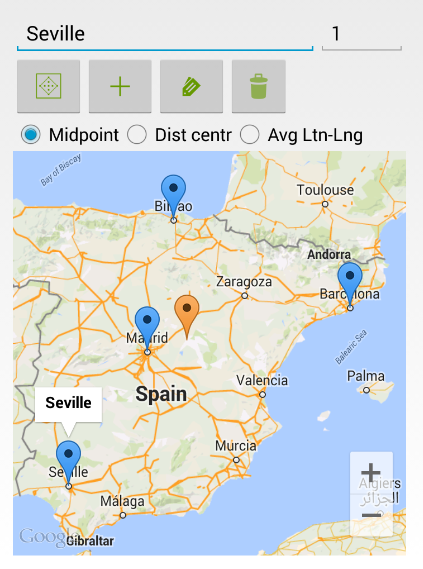 Seville 1
Midpoint Dist centr Avg Ltn-Lng
Bay of Biscay
Toulouse
Bilbao
Andorra
Zaragoza
Barcelona
Madrid
Balearic Sea
Spain
Valencia
Palma
Seville
Murcia
Seville
Algiers
الجزائر
Málaga
Google
Gibraltar